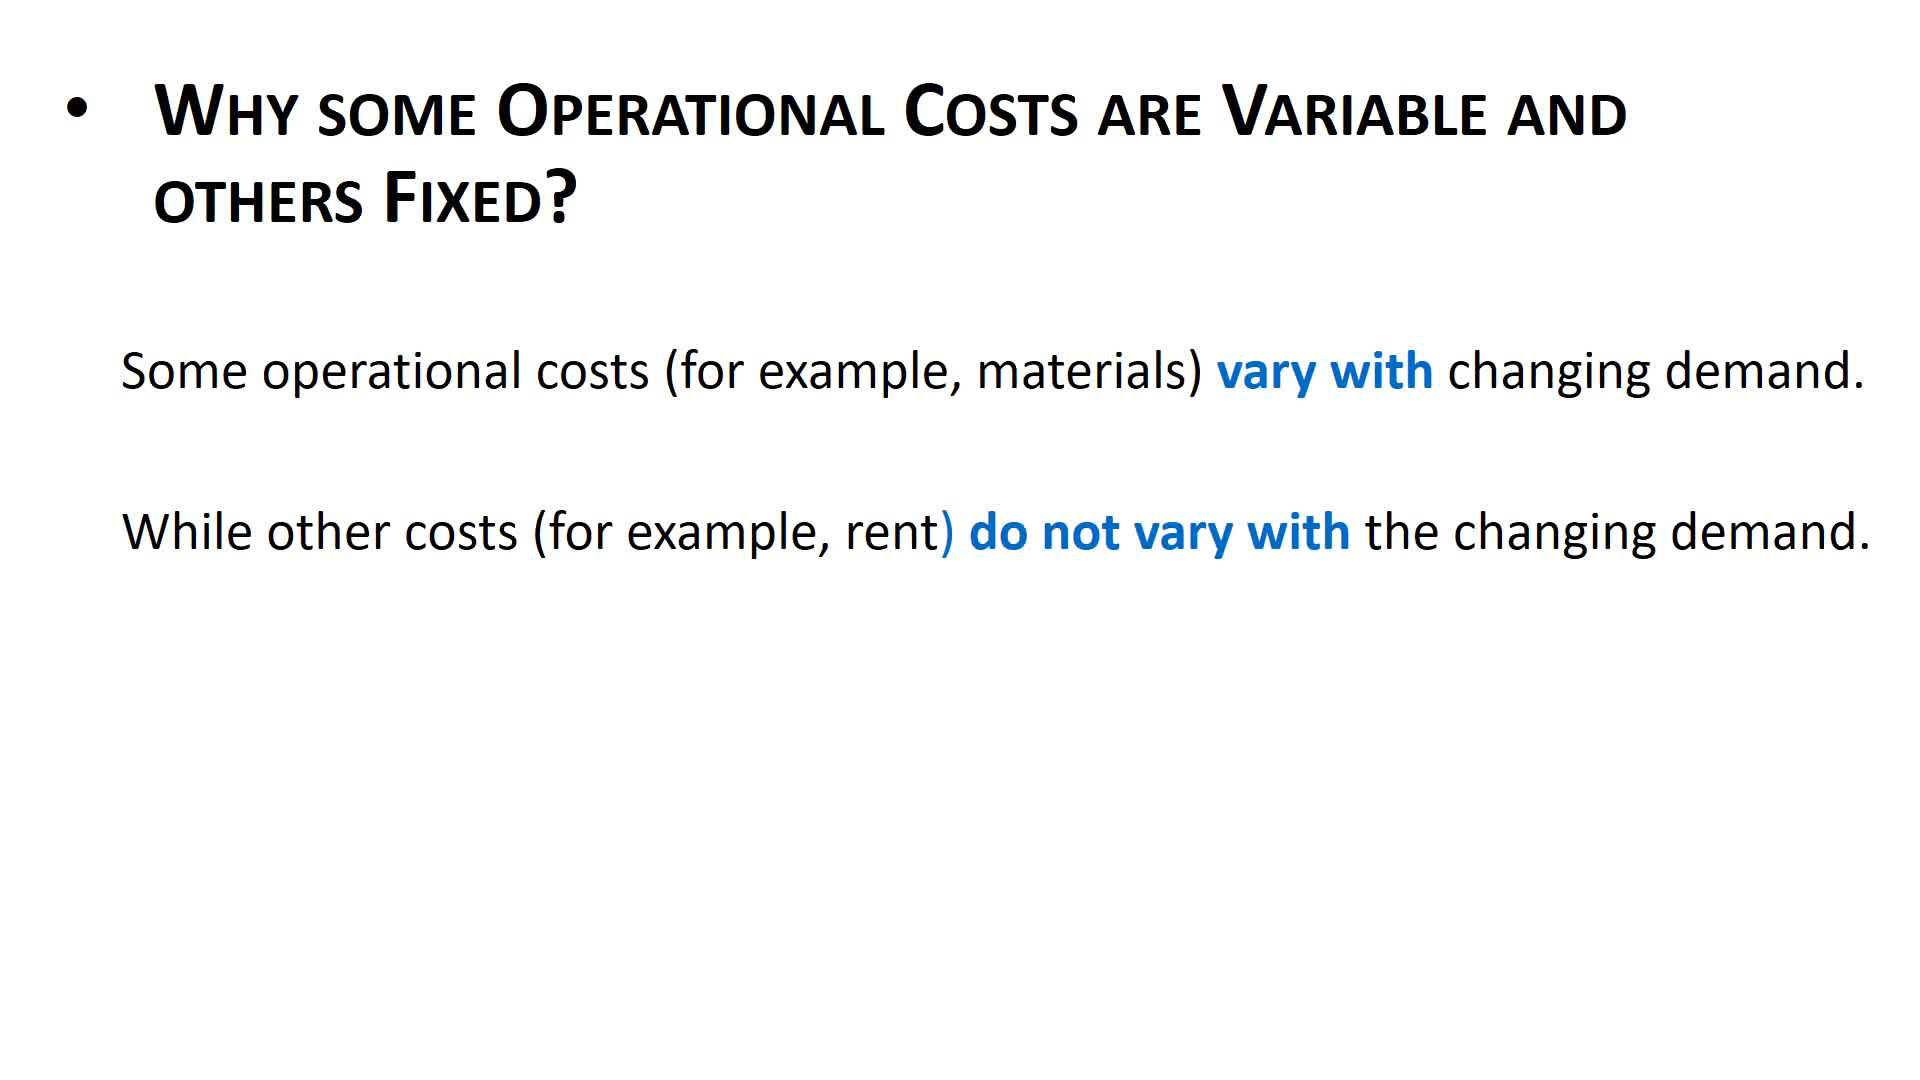 • Why some Operational Costs are Variable and
others Fixed?
Some operational costs (for example, materials) vary with changing demand.
While other costs (for example, rent) do not vary with the changing demand.